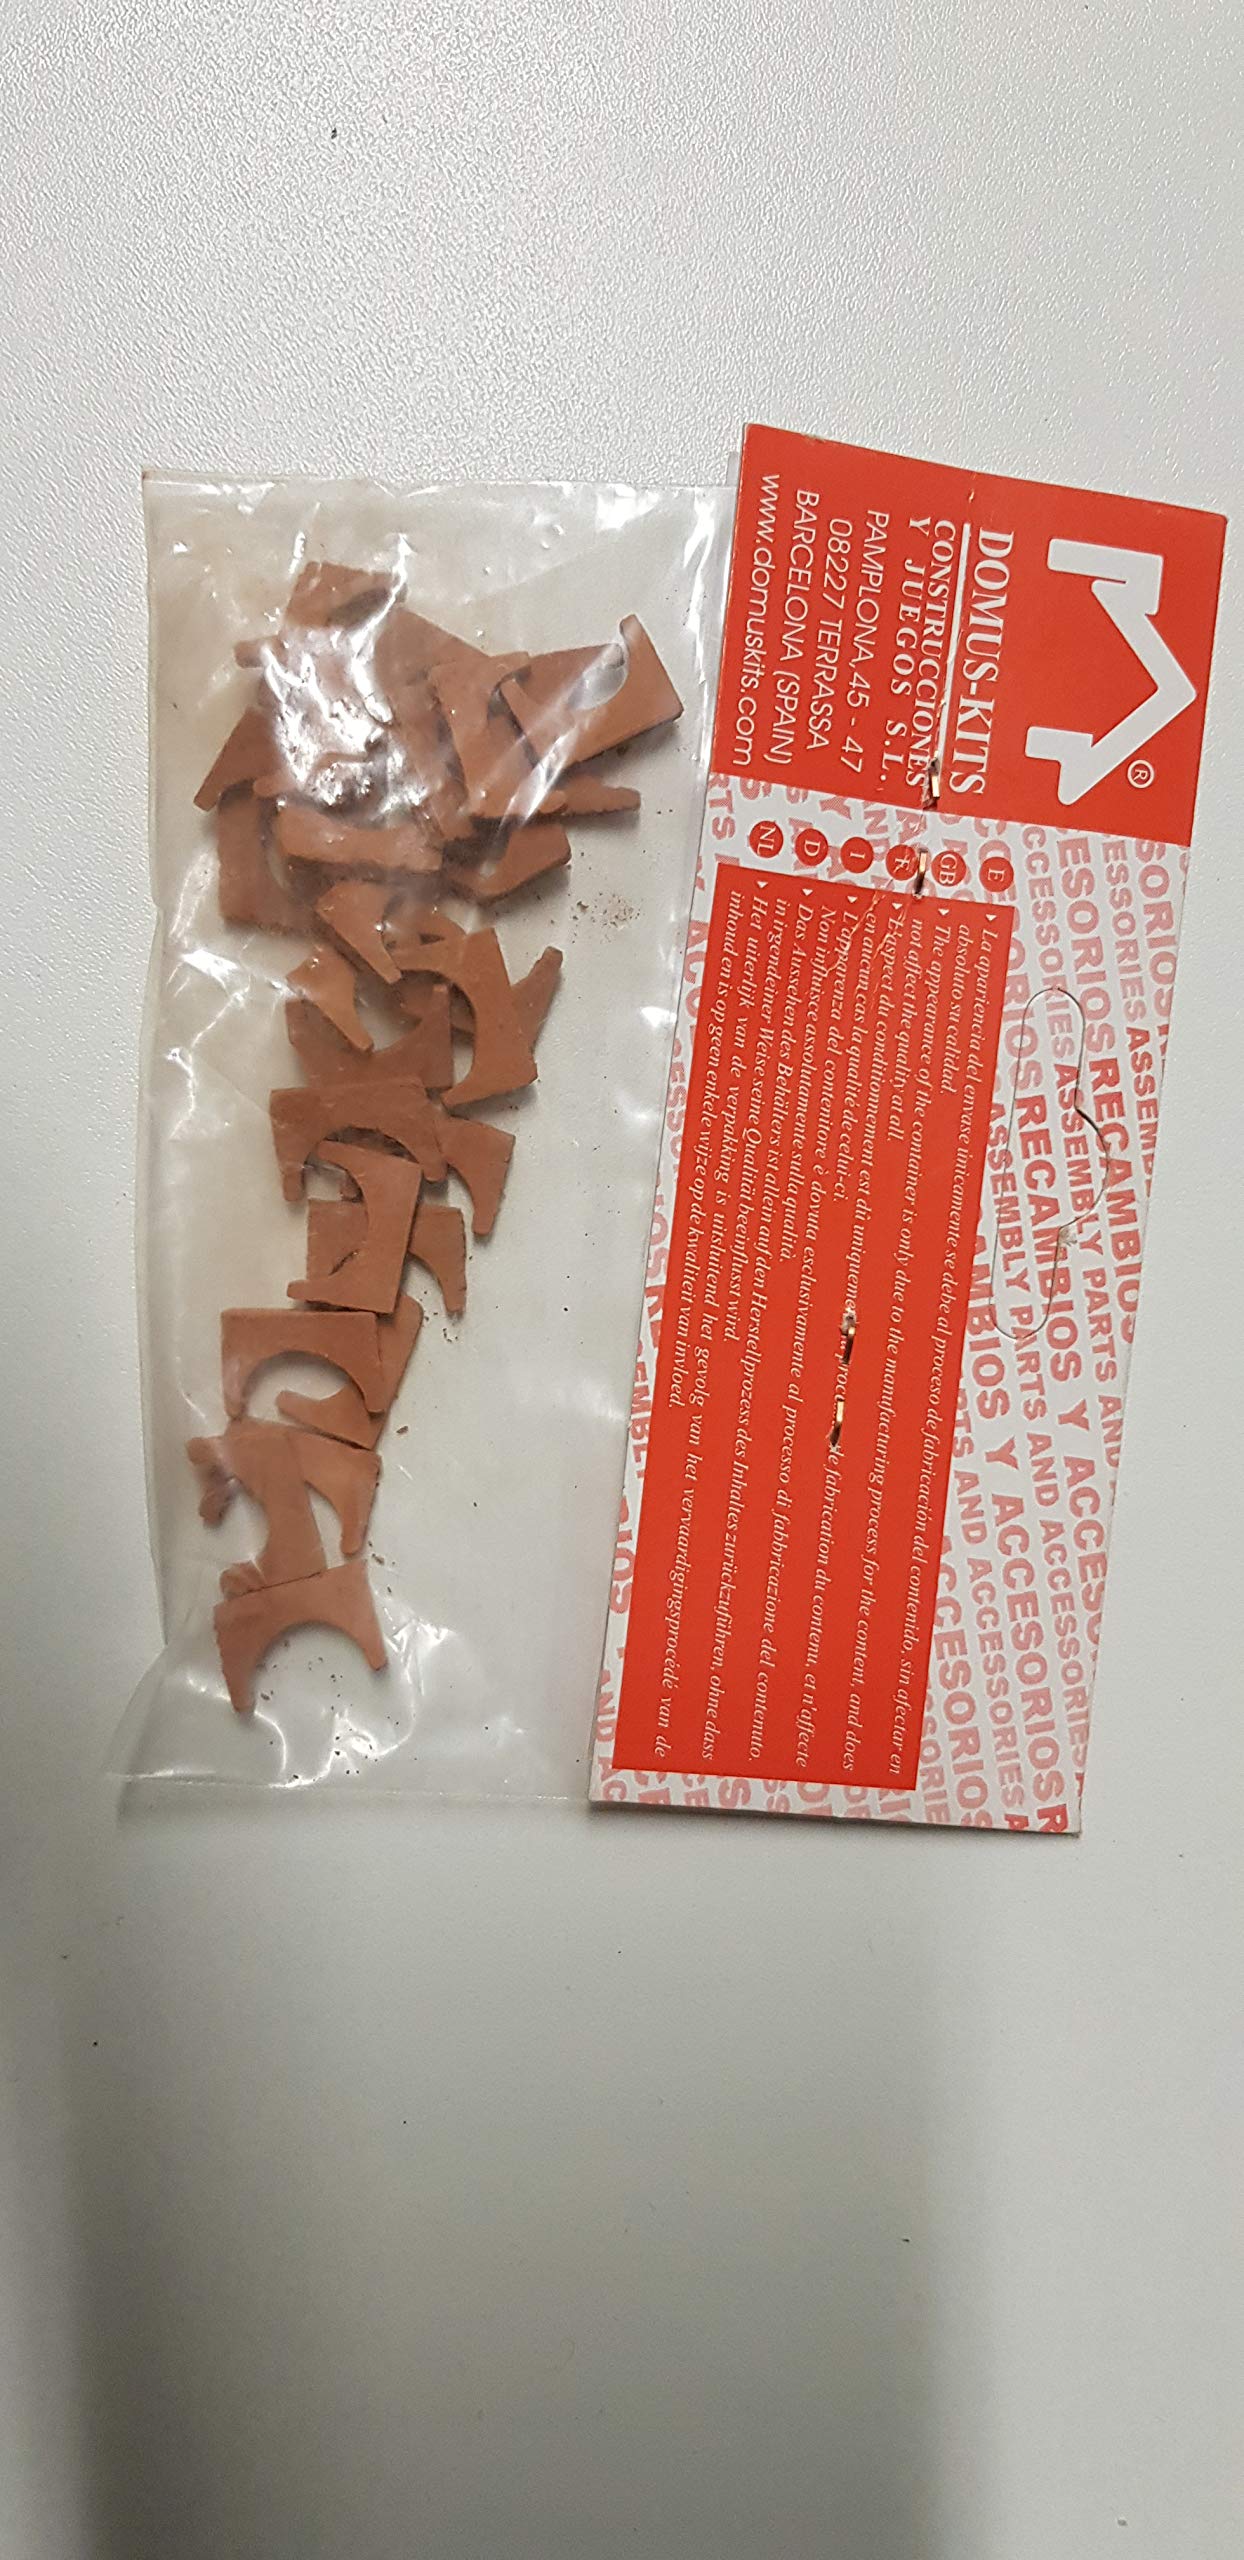 ®
DOMUS-KITS
CONSTRUCCIONES
Y JUEGOS S.L.
PAMPLONA, 45 - 47
08227 TERRASSA
BARCELONA (SPAIN)
www.domuskits.com
E
▸ La apariencia del envase únicamente se debe al proceso de fabricación del contenido, sin afectar en
absoluto su calidad.
GB
▸ The appearance of the container is only due to the manufacturing process for the content, and does
not affect the quality at all.
F
du conditionnement est dû de fabrication du contenu, et n'affecte
en aucun cas la qualité de celui-ci.
I
▸ L'apparenza del contenitore è dovuta esclusivamente al processo di fabbricazione del contenuto.
Non influisce assolutamente sulla qualità.
D
▸ Das Aussehen des Behälters ist allein auf den Herstellprozess des Inhaltes zurückzuführen, ohne dass
in irgendeiner Weise seine Qualität beeinflusst wird.
NL
▸ Het uiterlijk van de verpakking is uitsluitend het gevolg van het vervaardigingsprocédé van de
inhoud en is op geen enkele wijze op de kwaliteit van invloed.
ASSEMBLY PARTS AND
RECAMBIOS Y ACCESORIOS
ASSEMBLY PARTS AND ACCESSORIES
RECAMBIOS Y ACCESORIOS